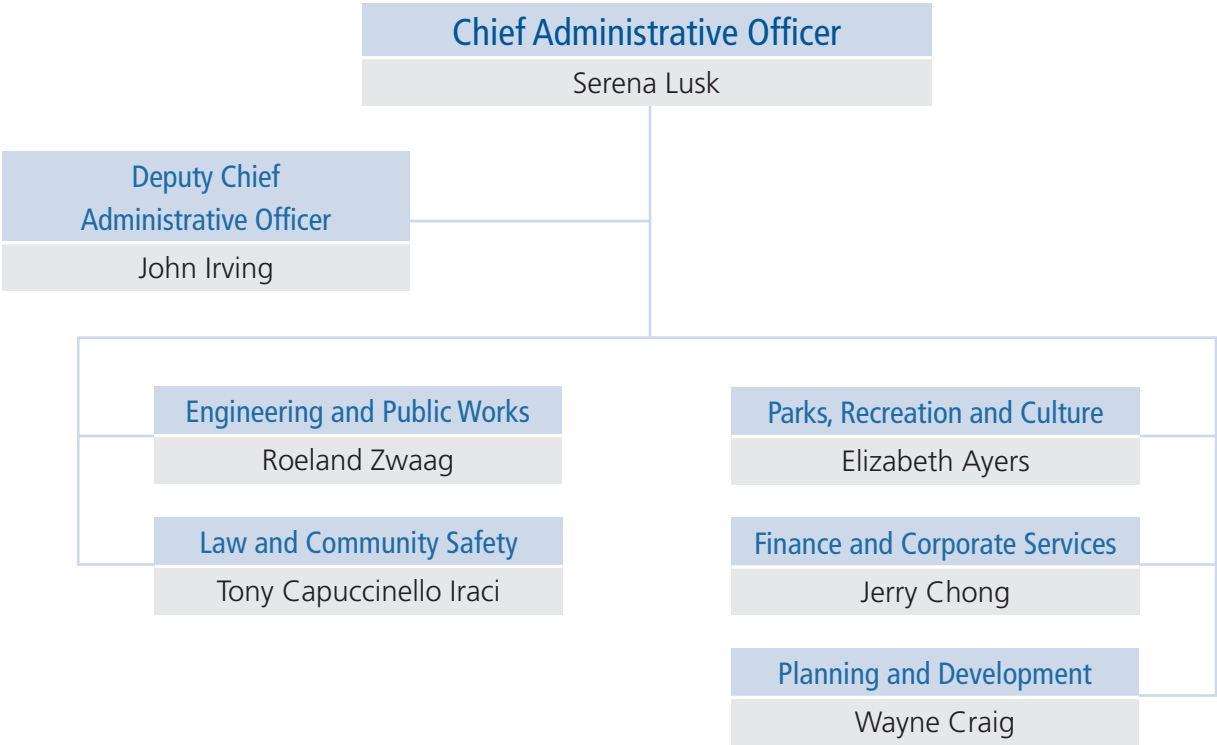 Chief Administrative Officer
Serena Lusk
Deputy Chief
Administrative Officer
John Irving
Engineering and Public Works
Roeland Zwaag
Law and Community Safety
Tony Capuccinello Iraci
Parks, Recreation and Culture
Elizabeth Ayers
Finance and Corporate Services
Jerry Chong
Planning and Development
Wayne Craig